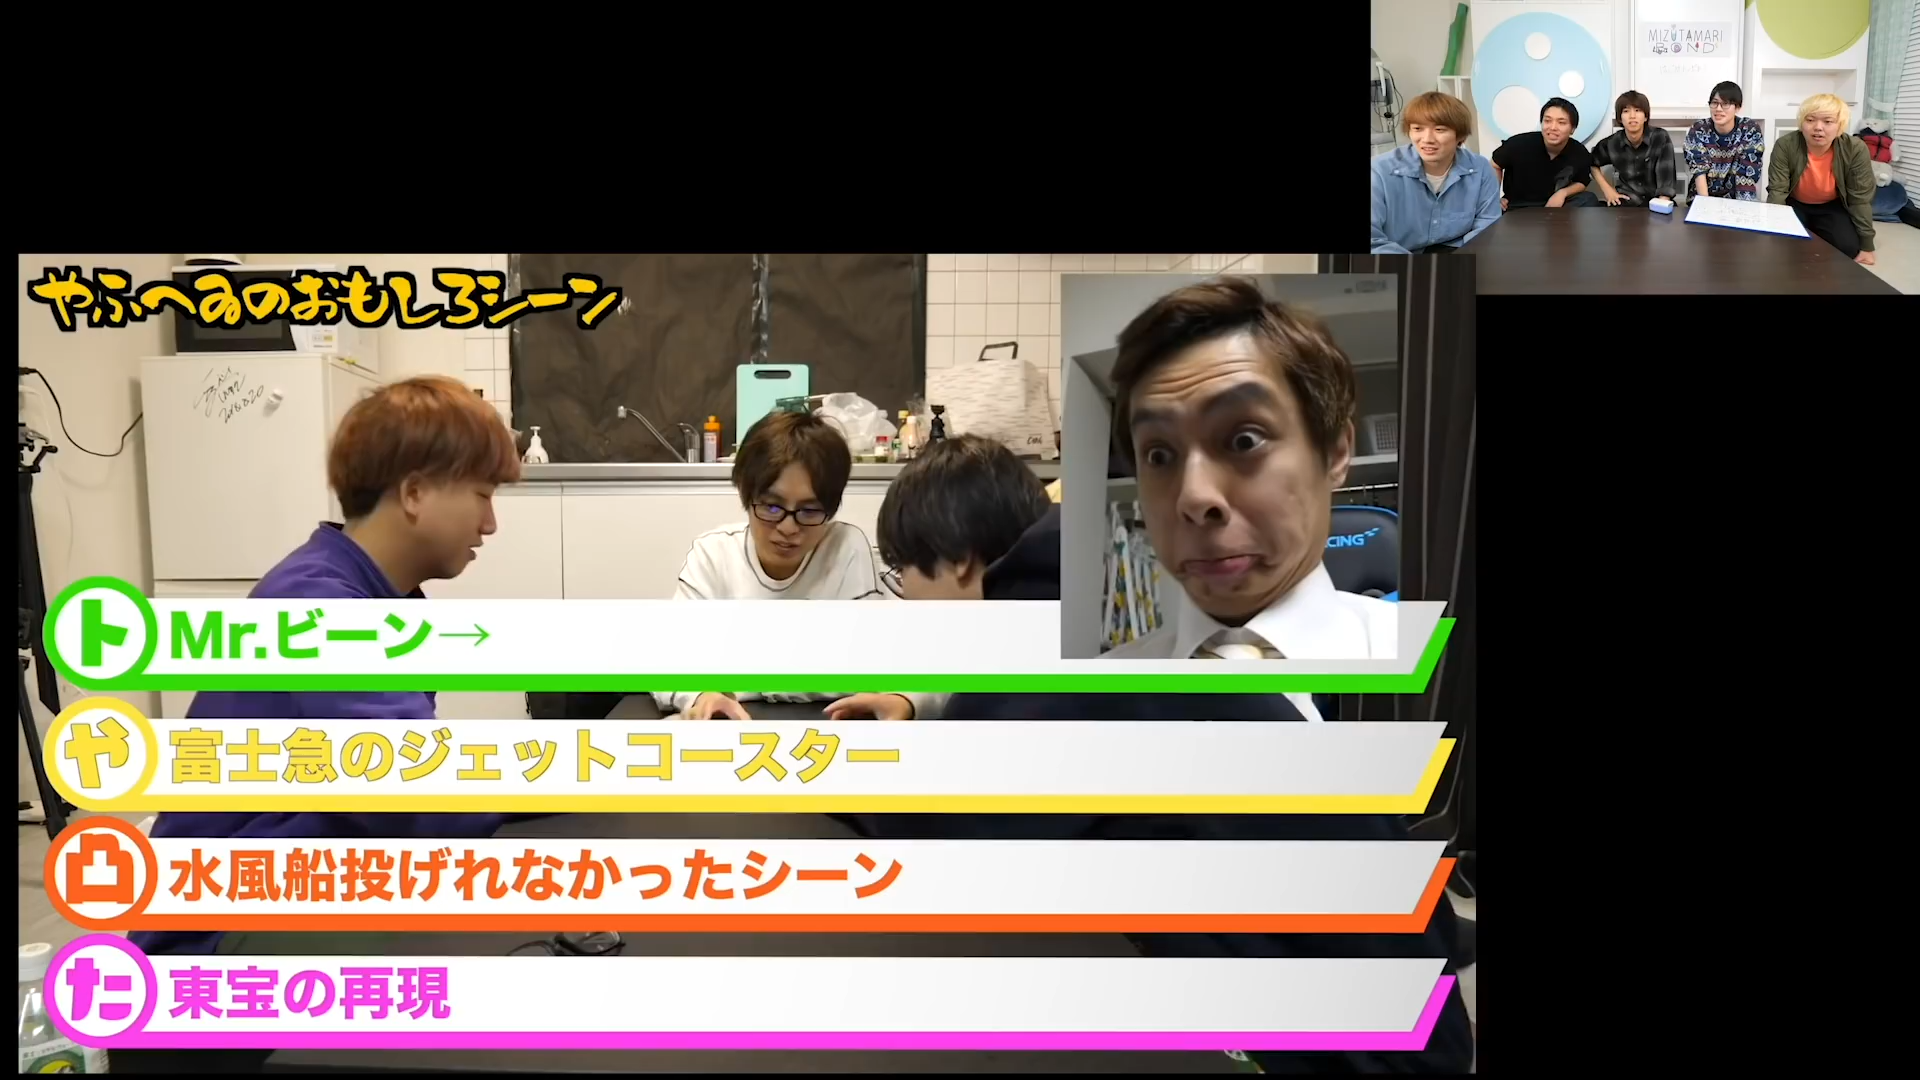 MIZUTAMARI
BOND
やふへゐのおもしろシーン
CING
ト Mr.ビーン→
や 富士急のジェットコースター
凸 水風船投げれなかったシーン
た 東宝の再現